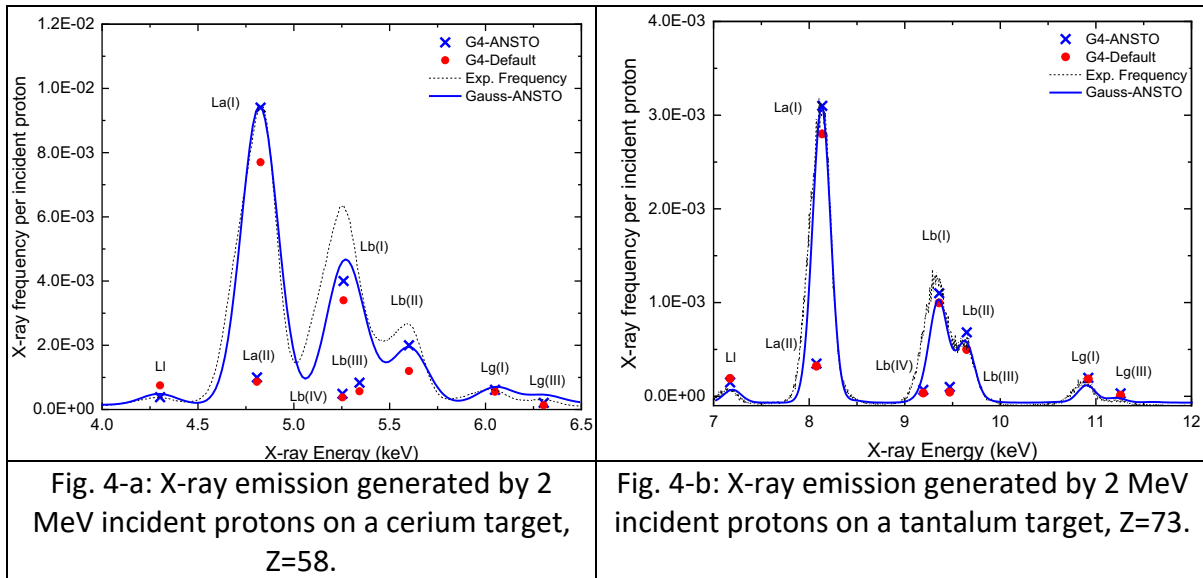 1.2E-02
1.0E-02
8.0E-03
6.0E-03
4.0E-03
2.0E-03
0.0E+00
X-ray frequency per incident proton
G4-ANSTO
G4-Default
Exp. Frequency
Gauss-ANSTO
La(I)
Lb(I)
Lb(II)
Ll
La(II)
Lb(III)
Lb(IV)
Lg(I)
Lg(III)
4.0 4.5 5.0 5.5 6.0 6.5
X-ray Energy (keV)
Fig. 4-a: X-ray emission generated by 2
MeV incident protons on a cerium target,
Z=58.
4.0E-03
3.0E-03
2.0E-03
1.0E-03
0.0E+00
X-ray frequency per incident proton
G4-ANSTO
G4-Default
Exp. Frequency
Gauss-ANSTO
La(I)
Lb(I)
Lb(II)
La(II)
Ll
Lb(IV)
Lb(III)
Lg(I)
Lg(III)
7 8 9 10 11 12
X-ray Energy (keV)
Fig. 4-b: X-ray emission generated by 2 MeV
incident protons on a tantalum target, Z=73.